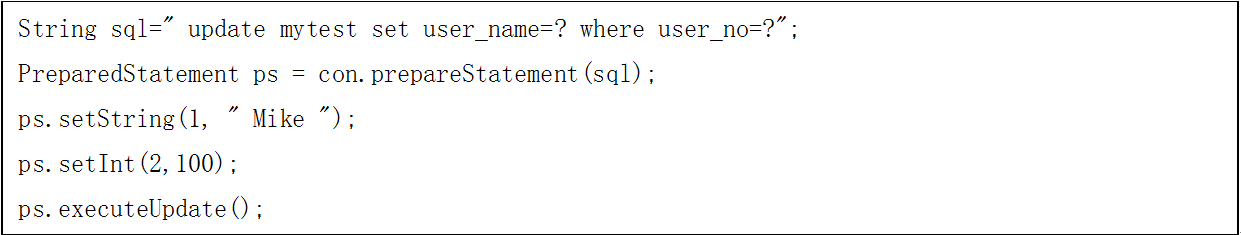 String sql=" update mytest set user_name=? where user_no=?";
PreparedStatement ps = con.prepareStatement(sql);
ps.setString(1, " Mike ");
ps.setInt(2,100);
ps.executeUpdate();